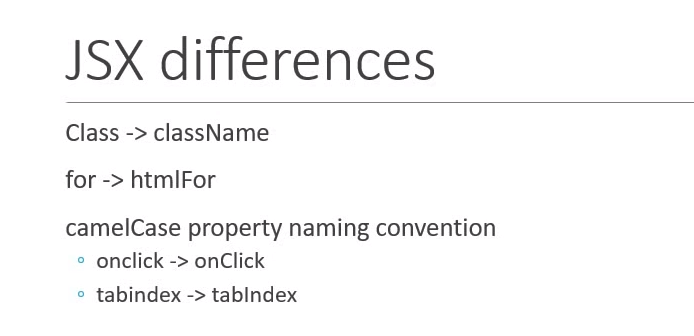 JSX differences
Class -> className
for -> htmlFor
camelCase property naming convention
onclick -> onClick
tabindex -> tabIndex